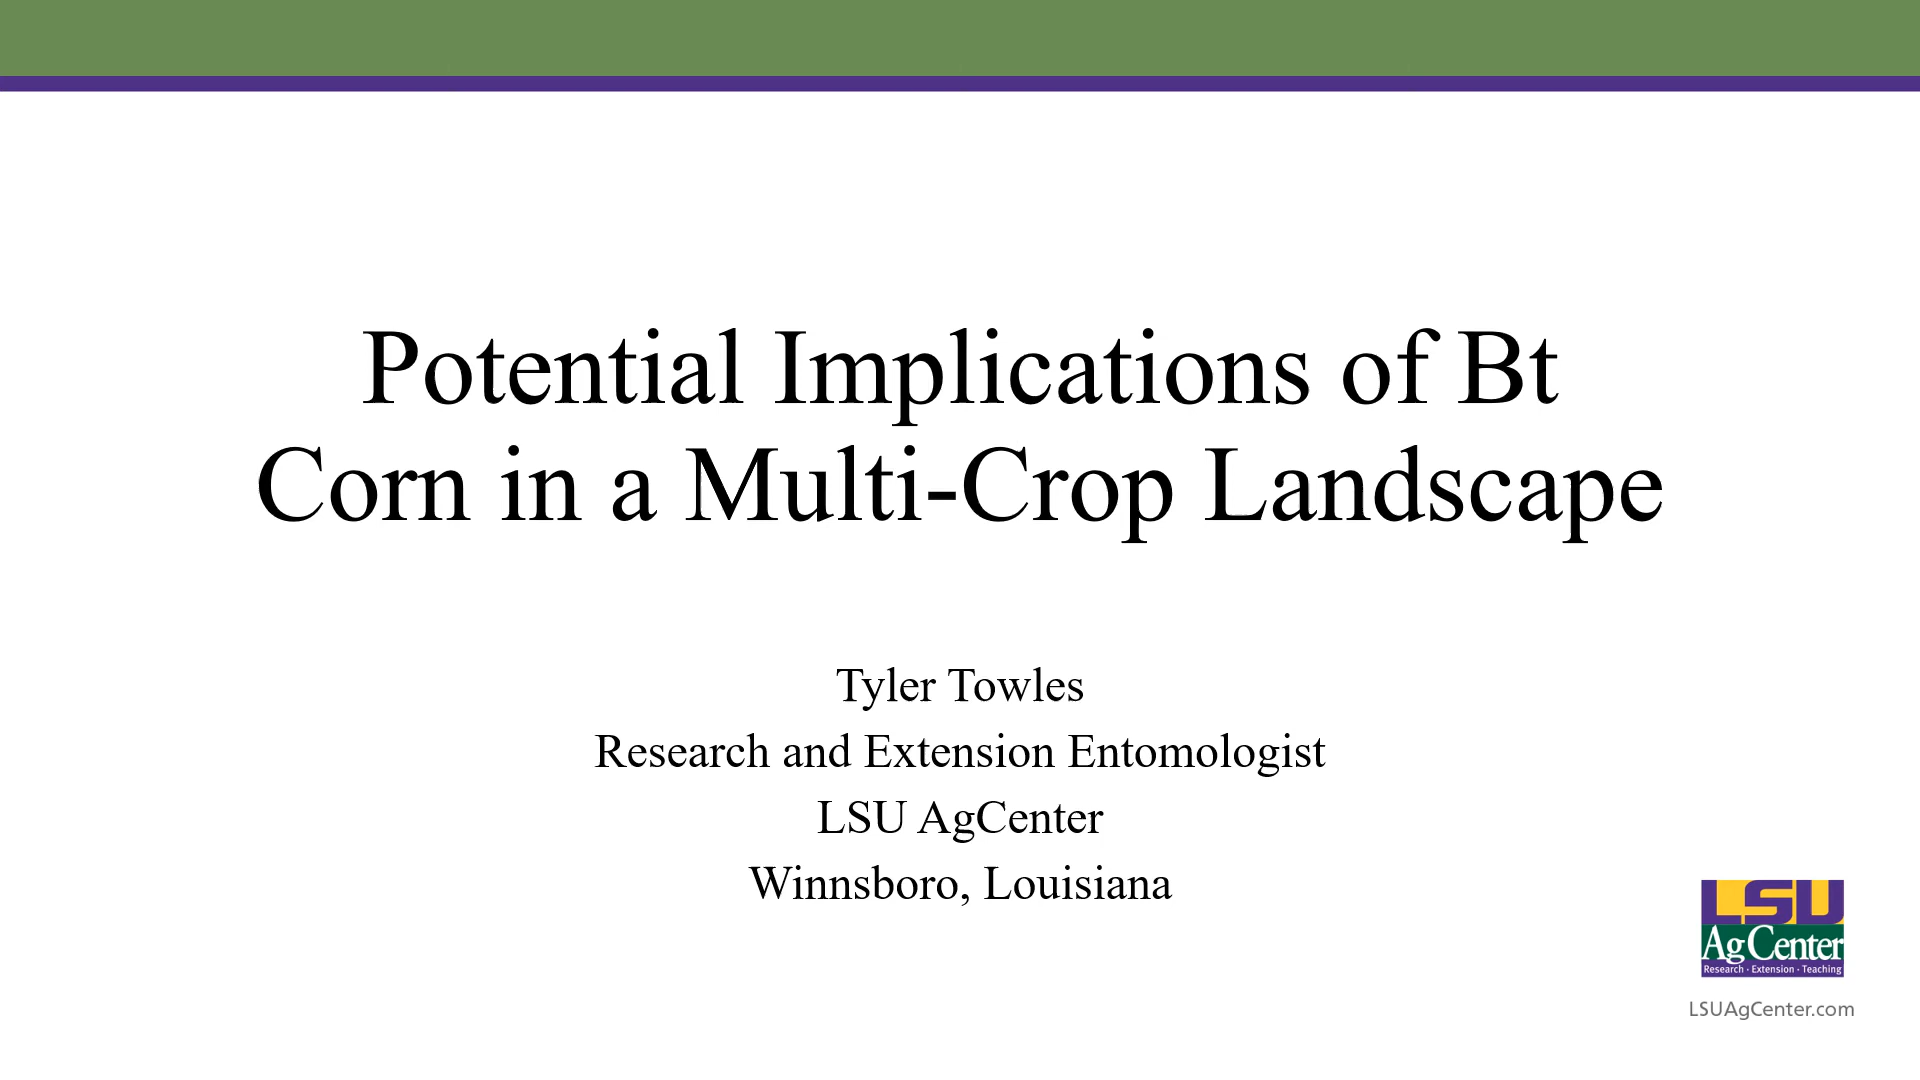 Potential Implications of Bt
Corn in a Multi-Crop Landscape
Tyler Towles
Research and Extension Entomologist
LSU AgCenter
Winnsboro, Louisiana
LSU
AgCenter
Research · Extension · Teaching
LSUAgCenter.com